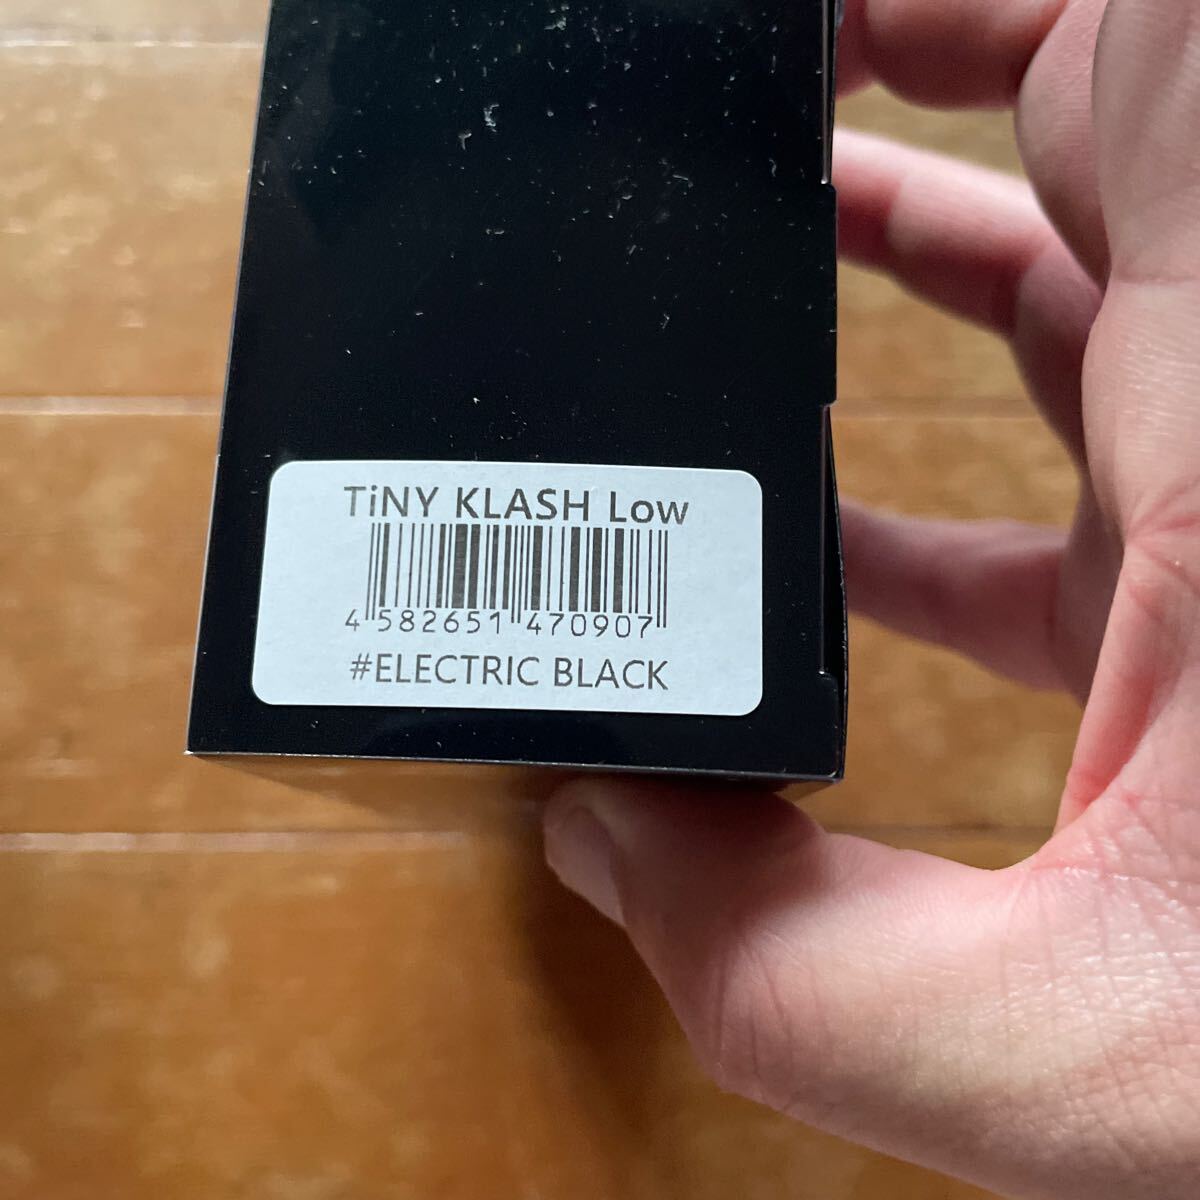 TiNY KLASH Low
4 582651 470907
#ELECTRIC BLACK